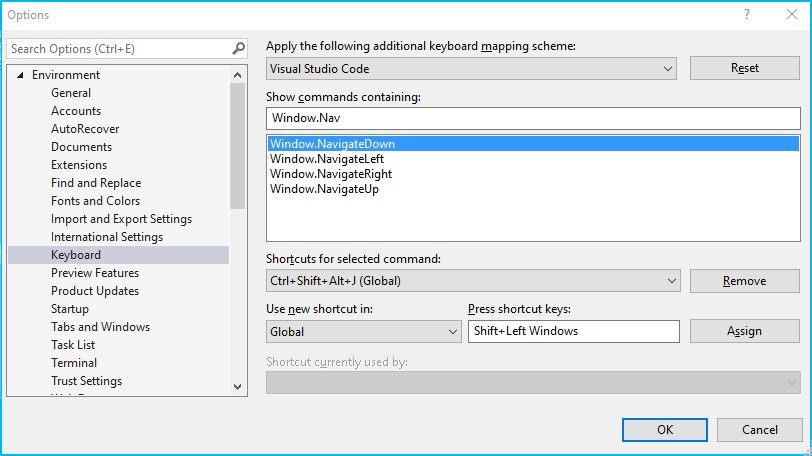 Options
Search Options (Ctrl+E)
Environment
General
Accounts
AutoRecover
Documents
Extensions
Find and Replace
Fonts and Colors
Import and Export Settings
International Settings
Keyboard
Preview Features
Product Updates
Startup
Tabs and Windows
Task List
Terminal
Trust Settings
Apply the following additional keyboard mapping scheme:
Visual Studio Code
Reset
Show commands containing:
Window.Nav
Window.NavigateDown
Window.NavigateLeft
Window.NavigateRight
Window.NavigateUp
Shortcuts for selected command:
Ctrl+Shift+Alt+J (Global)
Remove
Use new shortcut in:
Press shortcut keys:
Global
Shift+Left Windows
Assign
Shortcut currently used by:
OK
Cancel